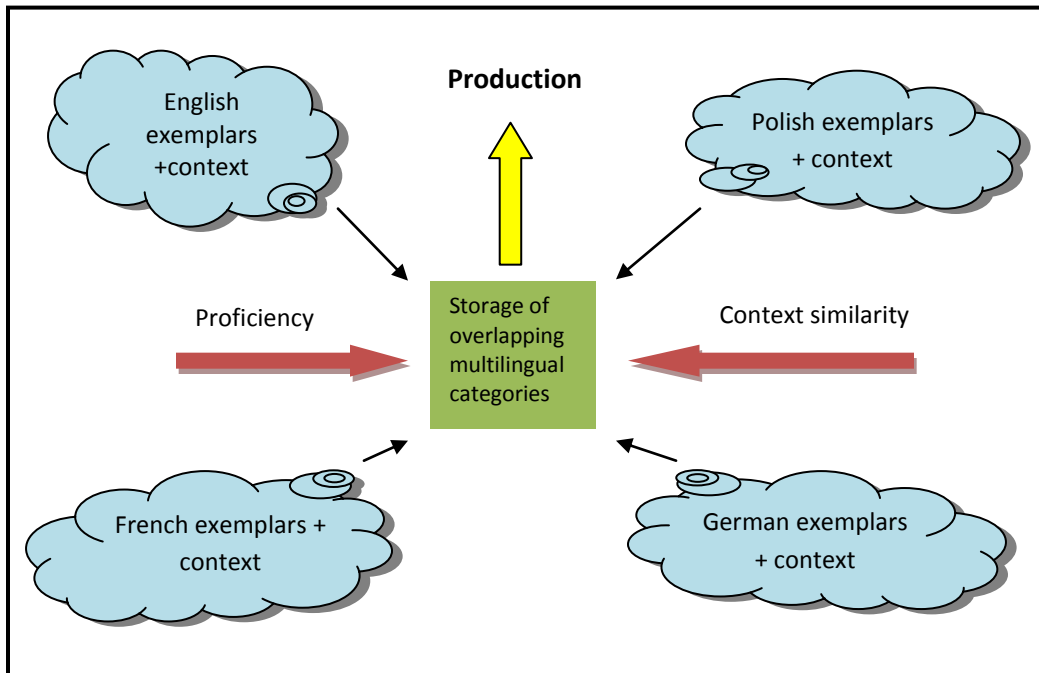 English
exemplars
+context
Production
Polish exemplars
+ context
Proficiency
Storage of
overlapping
multilingual
categories
Context similarity
French exemplars +
context
German exemplars
+ context